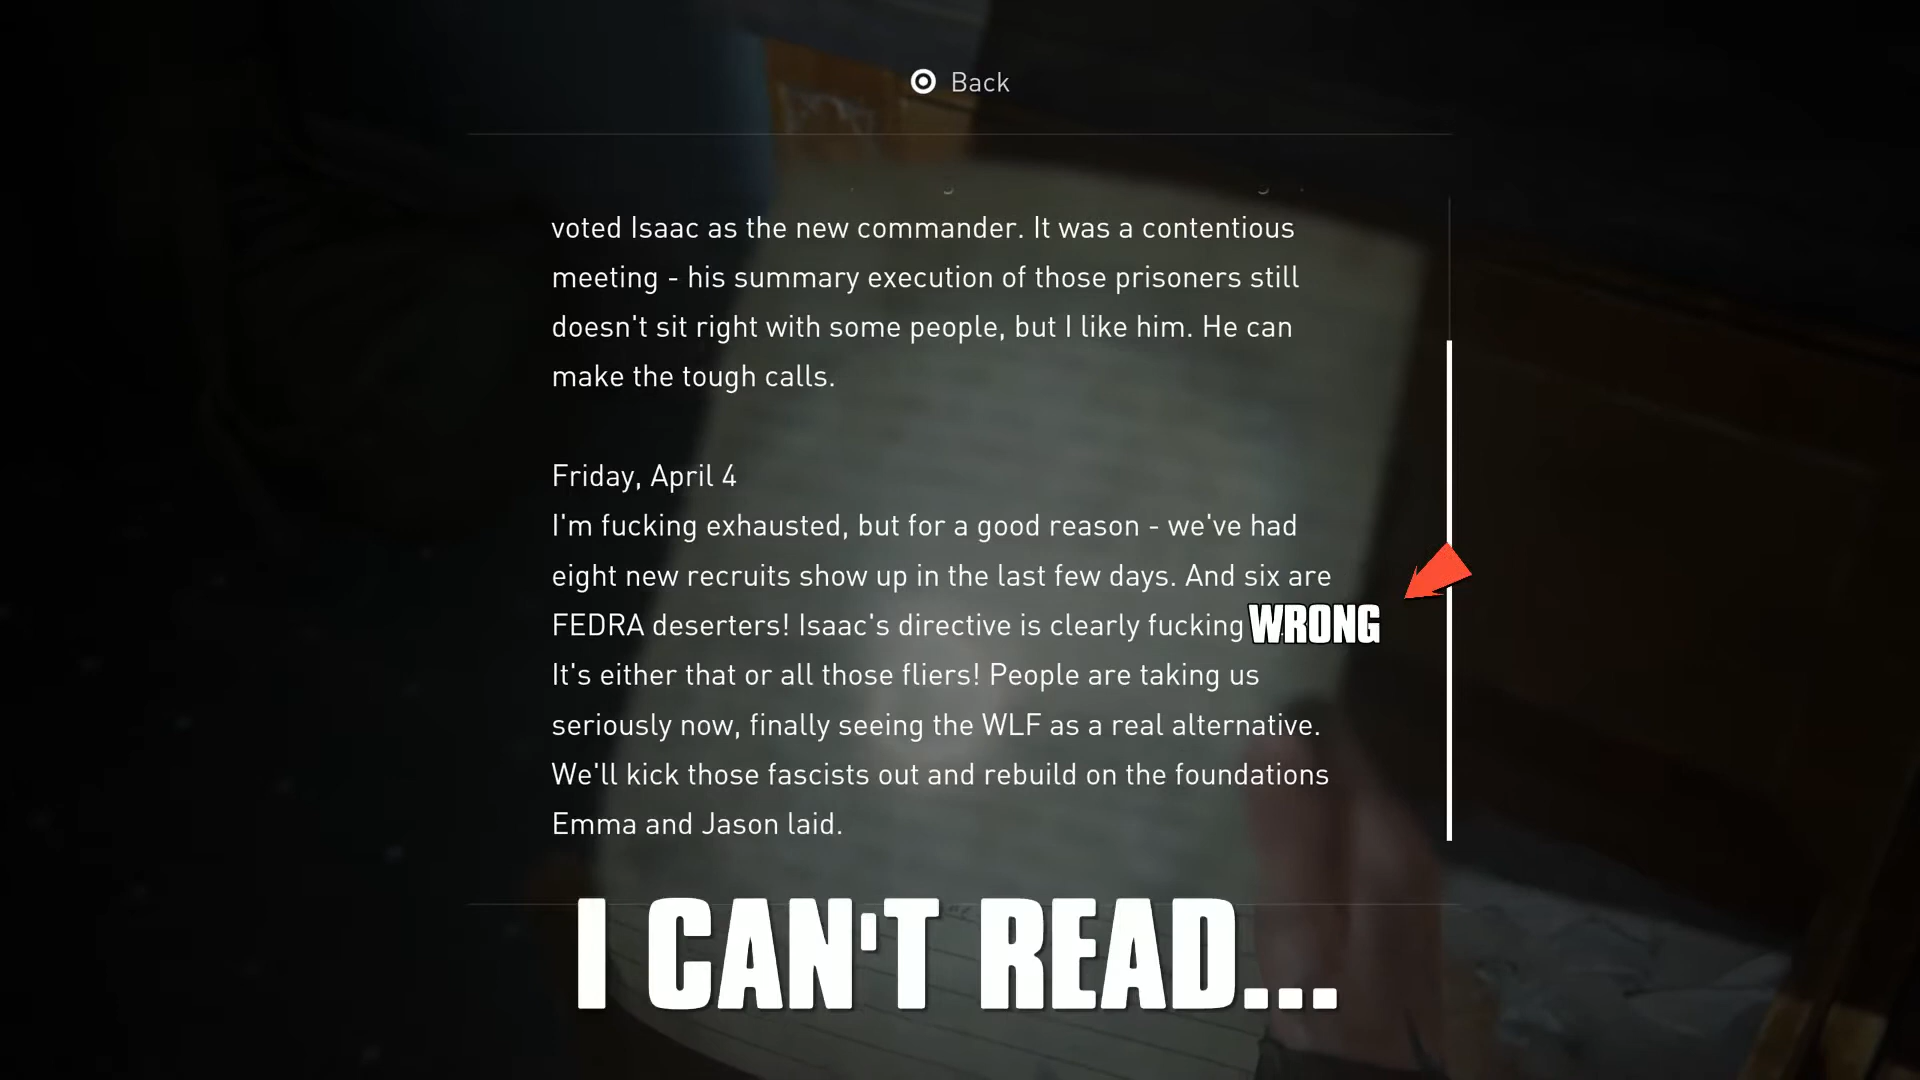 Back
voted Isaac as the new commander. It was a contentious
meeting - his summary execution of those prisoners still
doesn't sit right with some people, but I like him. He can
make the tough calls.
Friday, April 4
I'm fucking exhausted, but for a good reason - we've had
eight new recruits show up in the last few days. And six are
FEDRA deserters! Isaac's directive is clearly fucking WRONG
It's either that or all those fliers! People are taking us
seriously now, finally seeing the WLF as a real alternative.
We'll kick those fascists out and rebuild on the foundations
Emma and Jason laid.
I CAN'T READ...